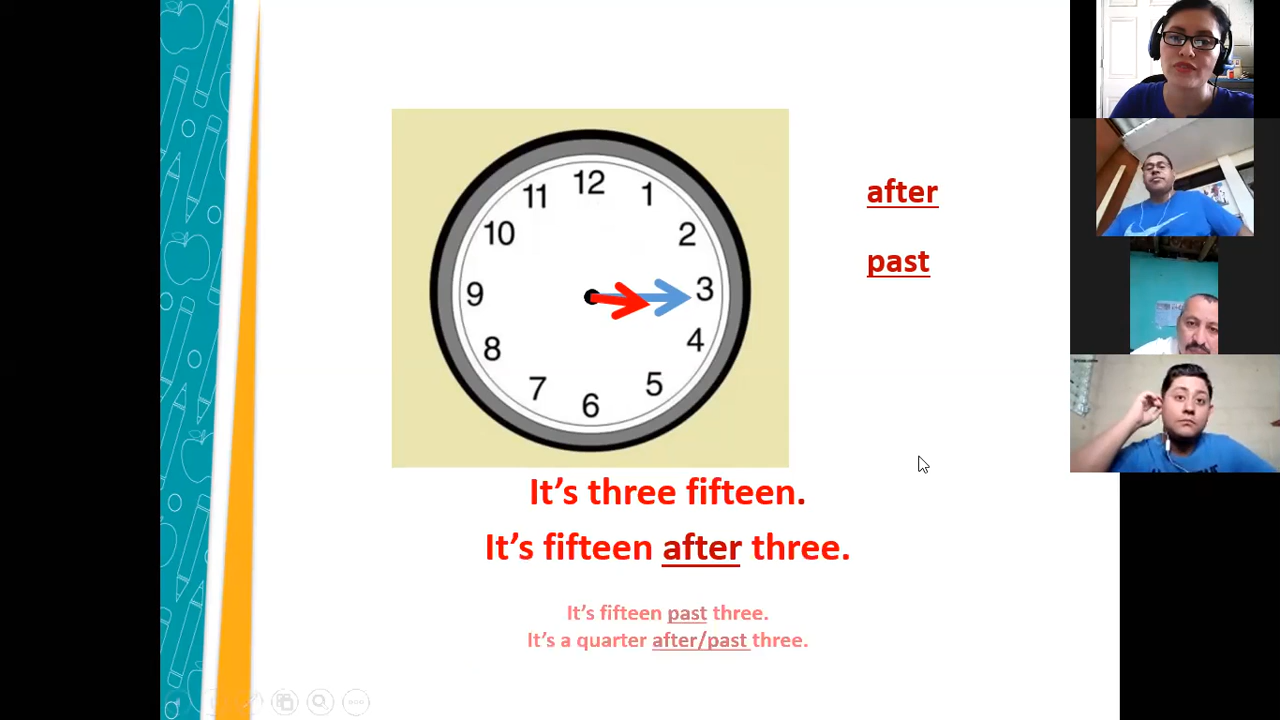 12
11
1
10
2
9
3
8
4
7
5
6
after
past
It's three fifteen.
It's fifteen after three.
It's fifteen past three.
It's a quarter after/past three.